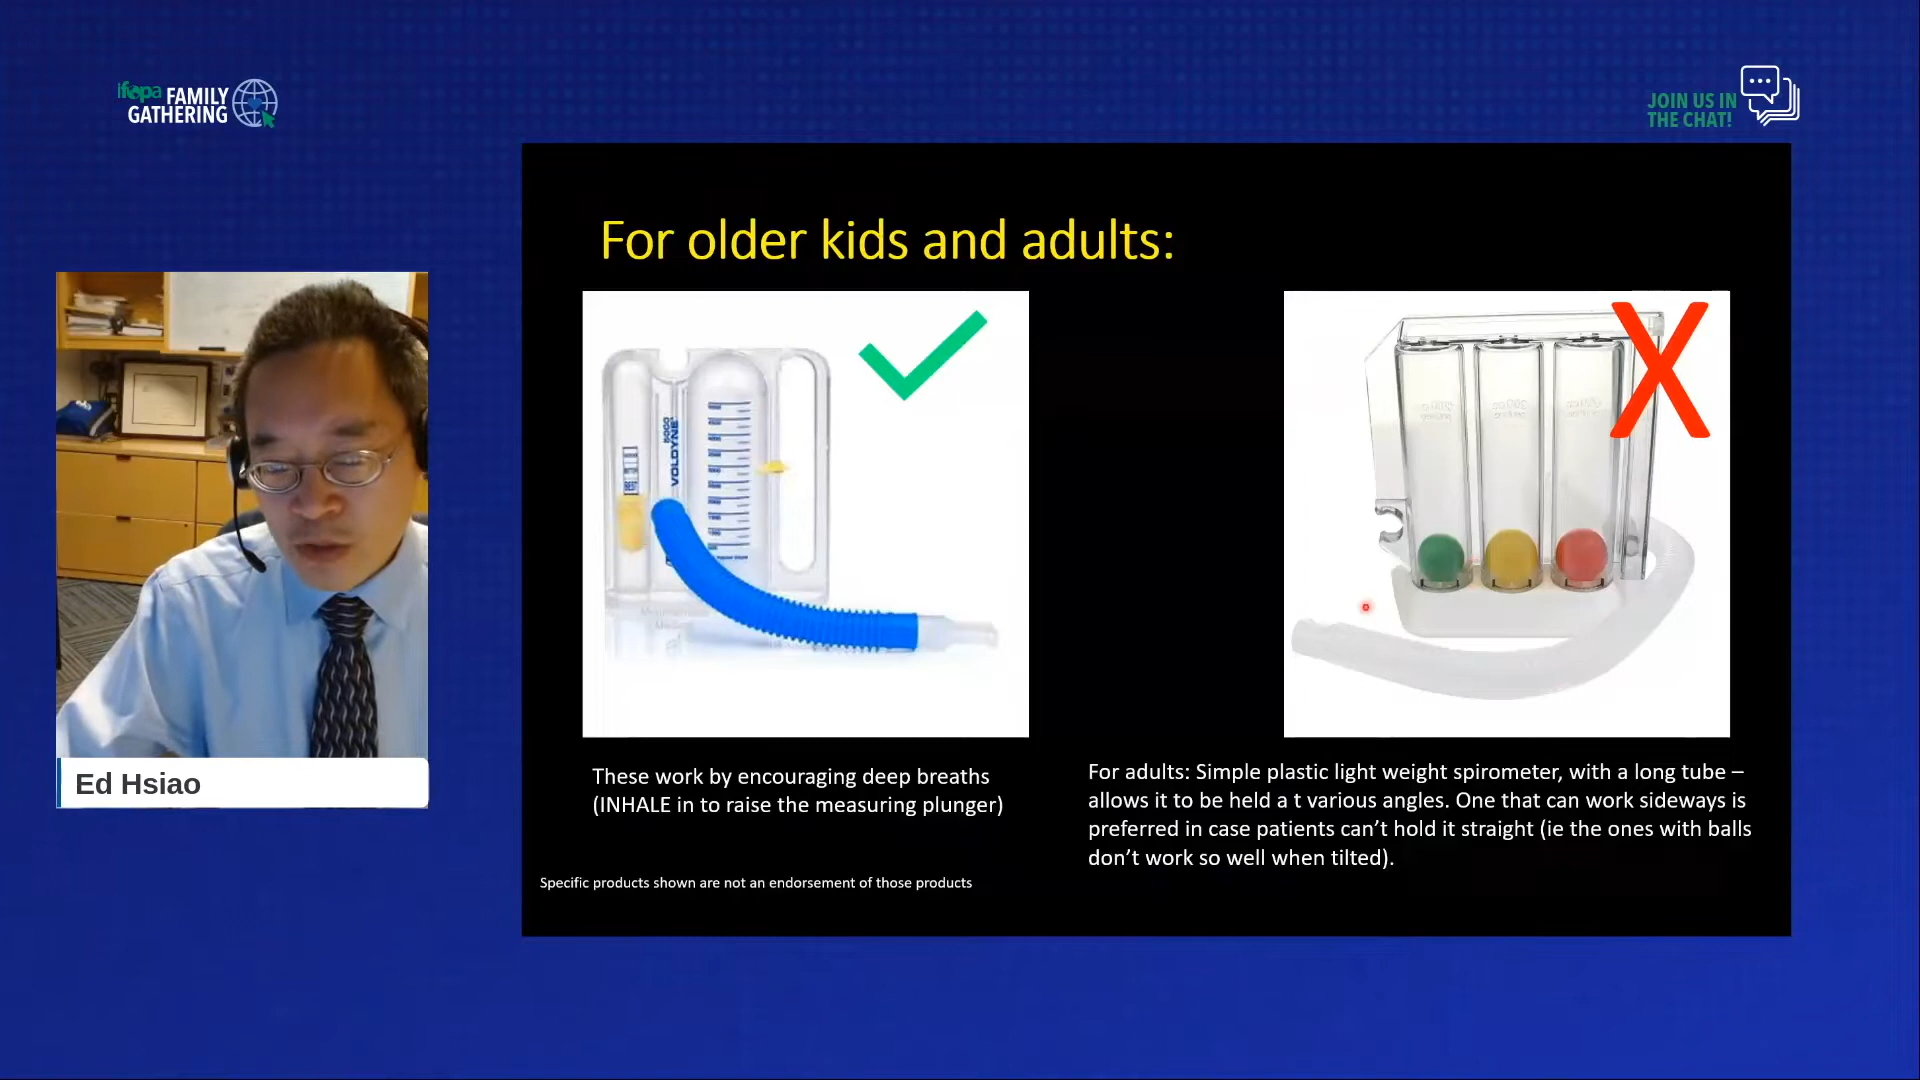 ifopa FAMILY
GATHERING
JOIN US IN
THE CHAT!
For older kids and adults:
VOLDYNE 5000
BEST
X
Ed Hsiao
These work by encouraging deep breaths
(INHALE in to raise the measuring plunger)
For adults: Simple plastic light weight spirometer, with a long tube –
allows it to be held a t various angles. One that can work sideways is
preferred in case patients can’t hold it straight (ie the ones with balls
don’t work so well when tilted).
Specific products shown are not an endorsement of those products